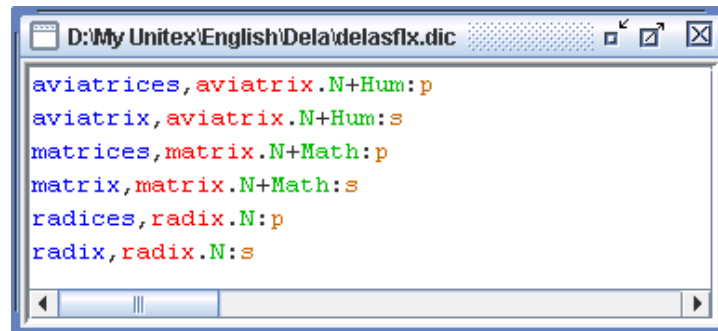 D:\My Unitex\English\Dela\delasflx.dic
aviatrices,aviatrix.N+Hum:p
aviatrix,aviatrix.N+Hum:s
matrices,matrix.N+Math:p
matrix,matrix.N+Math:s
radices,radix.N:p
radix,radix.N:s